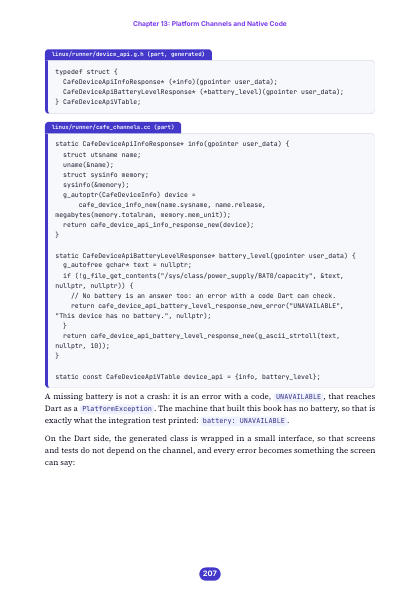 Chapter 13: Platform Channels and Native Code
linux/runner/device_api.g.h (part, generated)
typedef struct {
  CafeDeviceApiInfoResponse* (*info)(gpointer user_data);
  CafeDeviceApiBatteryLevelResponse* (*battery_level)(gpointer user_data);
} CafeDeviceApiVTable;
linux/runner/cafe_channels.cc (part)
static CafeDeviceApiInfoResponse* info(gpointer user_data) {
  struct utsname name;
  uname(&name);
  struct sysinfo memory;
  sysinfo(&memory);
  g_autoptr(CafeDeviceInfo) device =
      cafe_device_info_new(name.sysname, name.release,
megabytes(memory.totalram, memory.mem_unit));
  return cafe_device_api_info_response_new(device);
}
static CafeDeviceApiBatteryLevelResponse* battery_level(gpointer user_data) {
  g_autofree gchar* text = nullptr;
  if (!g_file_get_contents("/sys/class/power_supply/BAT0/capacity", &text,
nullptr, nullptr)) {
    // No battery is an answer too: an error with a code Dart can check.
    return cafe_device_api_battery_level_response_new_error("UNAVAILABLE",
"This device has no battery.", nullptr);
  }
  return cafe_device_api_battery_level_response_new(g_ascii_strtoll(text,
nullptr, 10));
}
static const CafeDeviceApiVTable device_api = {info, battery_level};
A missing battery is not a crash: it is an error with a code, UNAVAILABLE, that reaches
Dart as a PlatformException. The machine that built this book has no battery, so that is
exactly what the integration test printed: battery: UNAVAILABLE.
On the Dart side, the generated class is wrapped in a small interface, so that screens
and tests do not depend on the channel, and every error becomes something the screen
can say:
207